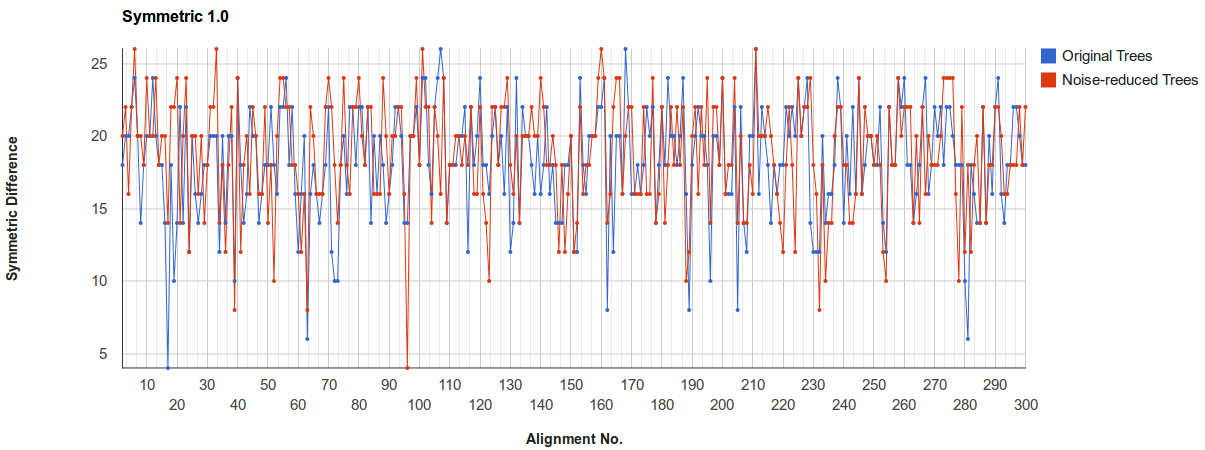 Symmetric 1.0
Symmetric Difference
25
20
15
10
5
10 30 50 70 90 110 130 150 170 190 210 230 250 270 290
20 40 60 80 100 120 140 160 180 200 220 240 260 280 300
Alignment No.
Original Trees
Noise-reduced Trees